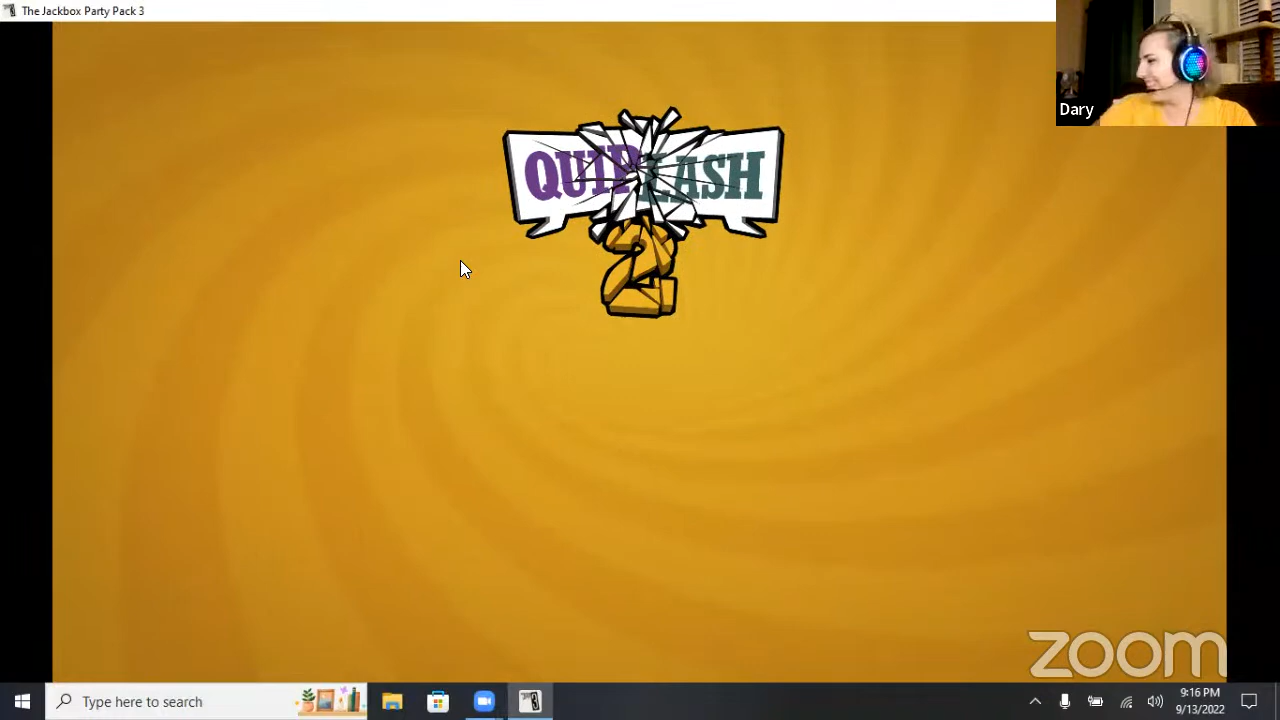 The Jackbox Party Pack 3
Dary
QUIPLASH
2
zoom
Type here to search
9:16 PM
9/13/2022